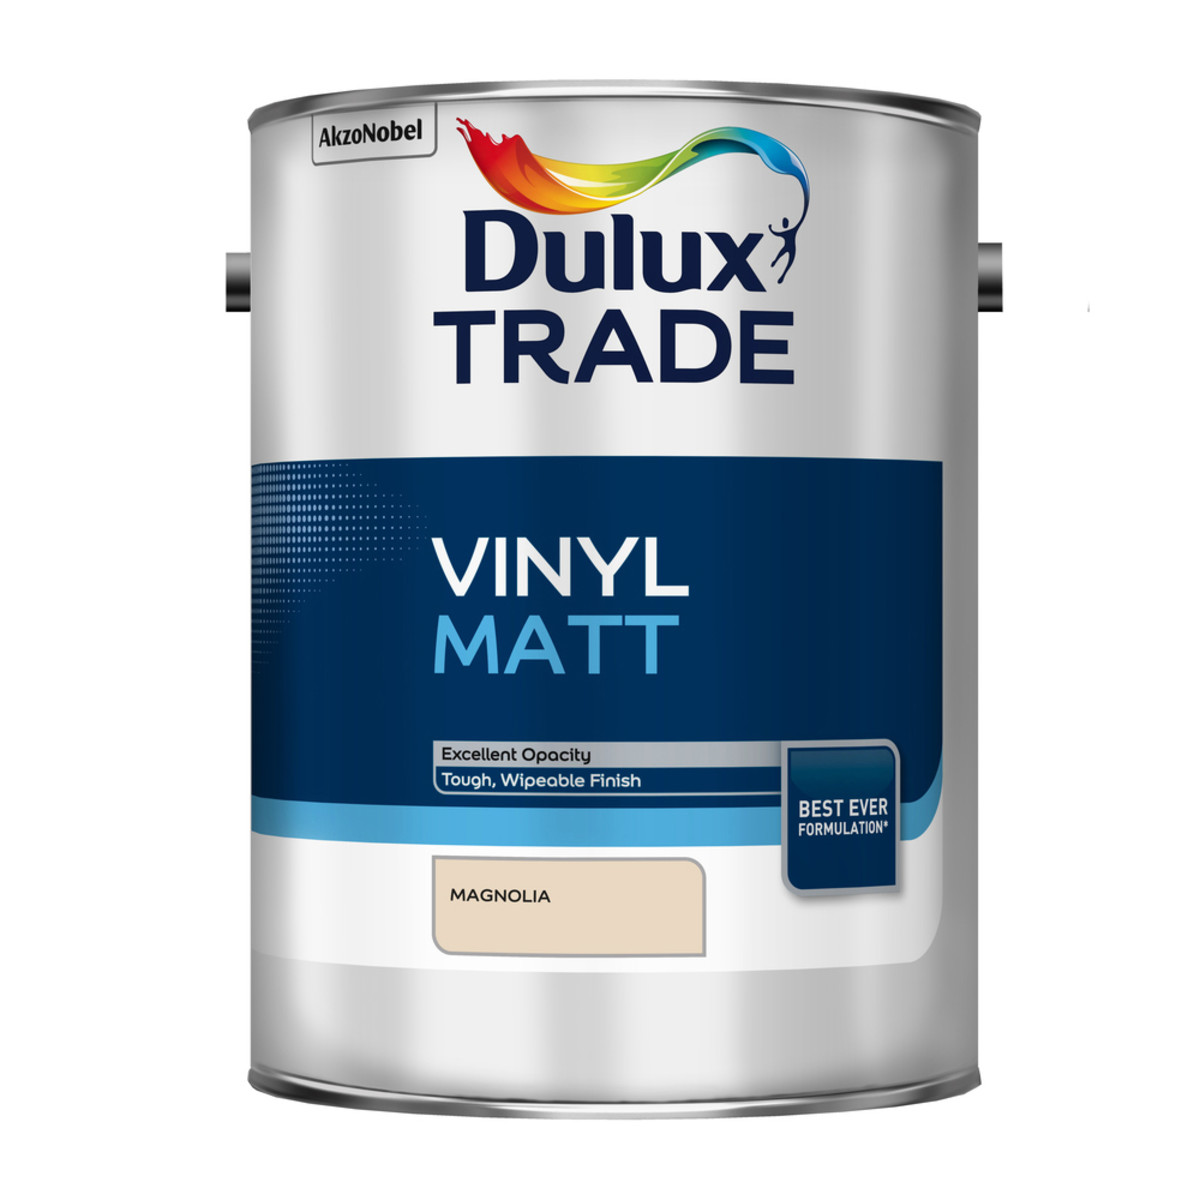 AkzoNobel
Dulux
TRADE
VINYL
MATT
Excellent Opacity
Tough, Wipeable Finish
BEST EVER
FORMULATION*
MAGNOLIA